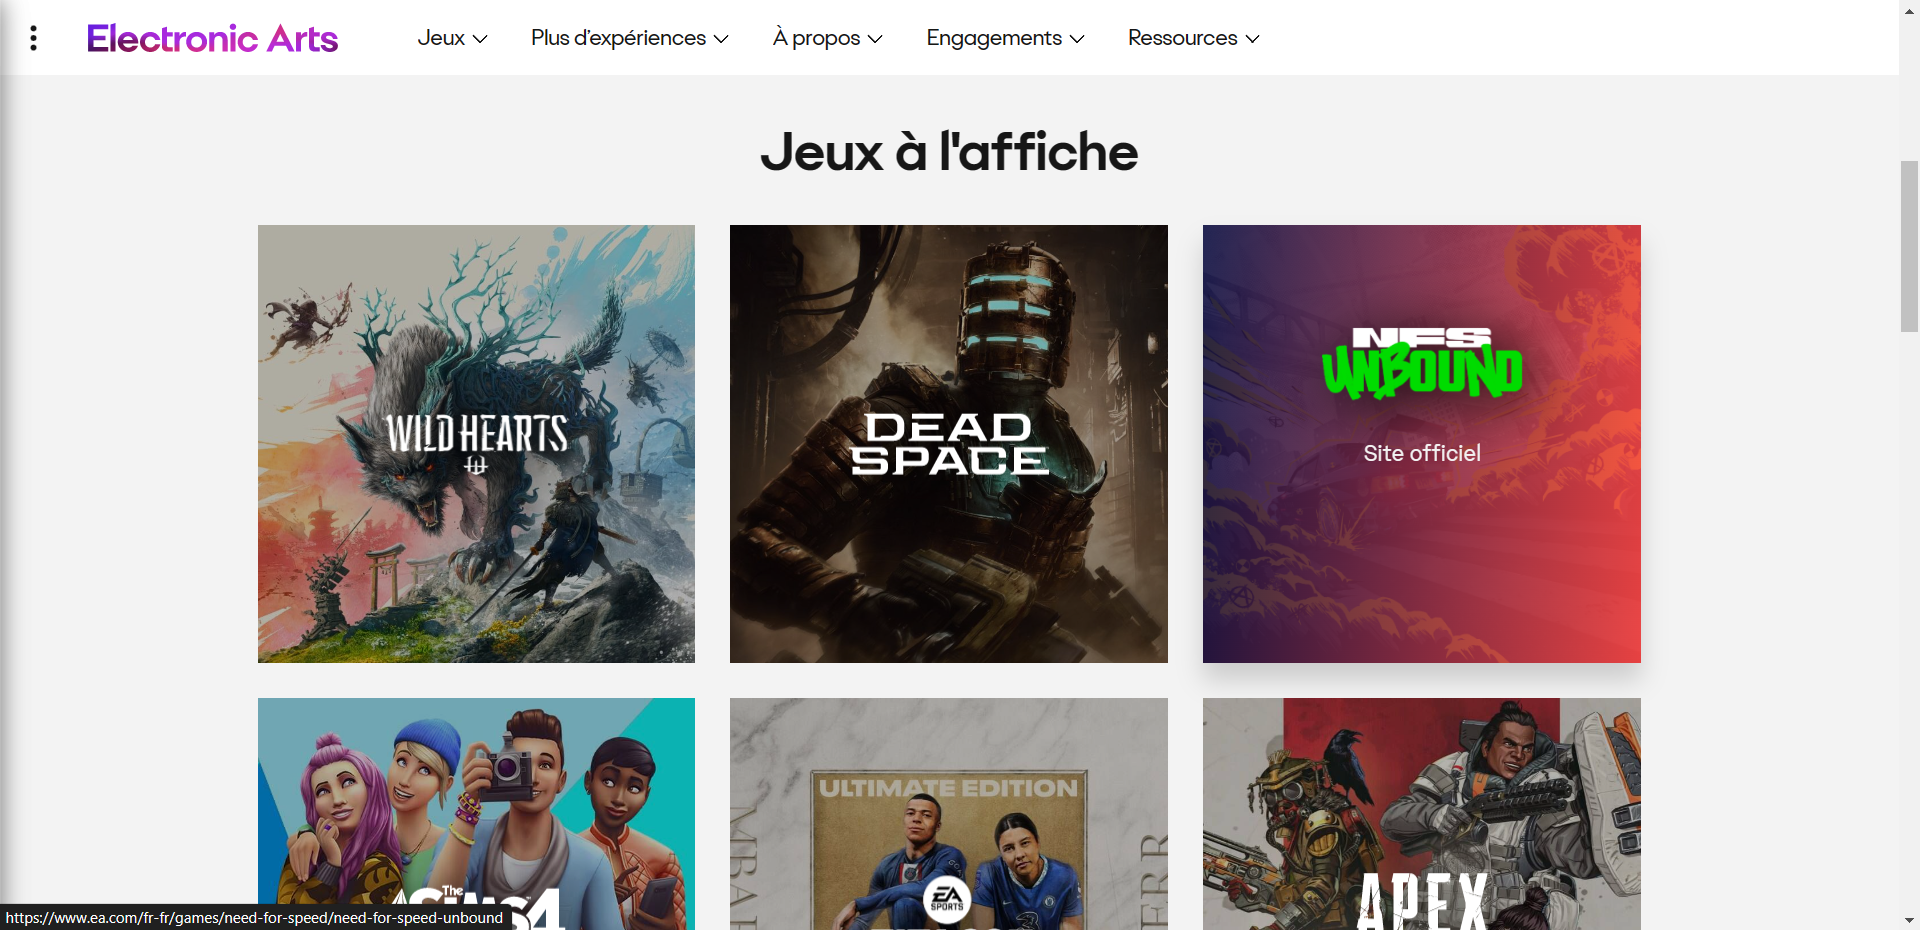 Electronic Arts
Jeux
Plus d'expériences
À propos
Engagements
Ressources
Jeux à l'affiche
WILD HEARTS
DEAD
SPACE
NFS
UNBOUND
Site officiel
ULTIMATE EDITION
The
SIMS4
EA
SPORTS
APEX
https://www.ea.com/fr-fr/games/need-for-speed/need-for-speed-unbound